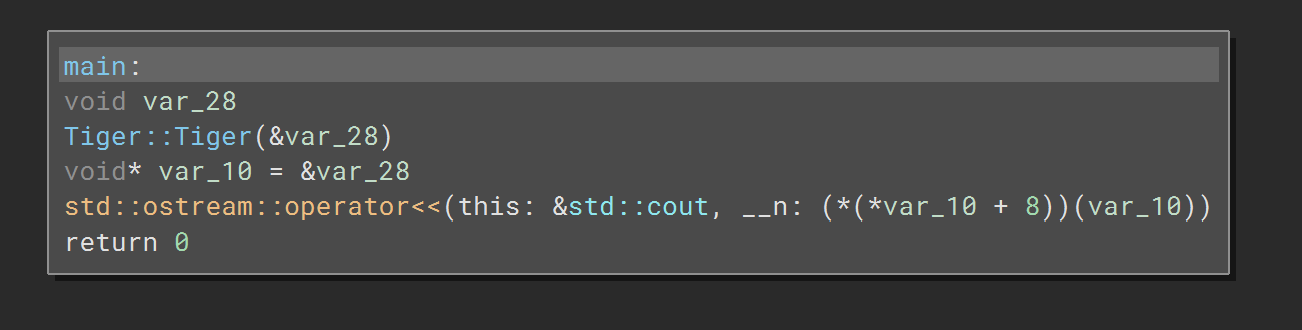 main:
void var_28
Tiger::Tiger(&var_28)
void* var_10 = &var_28
std::ostream::operator<<(this: &std::cout, __n: (*(*var_10 + 8))(var_10))
return 0